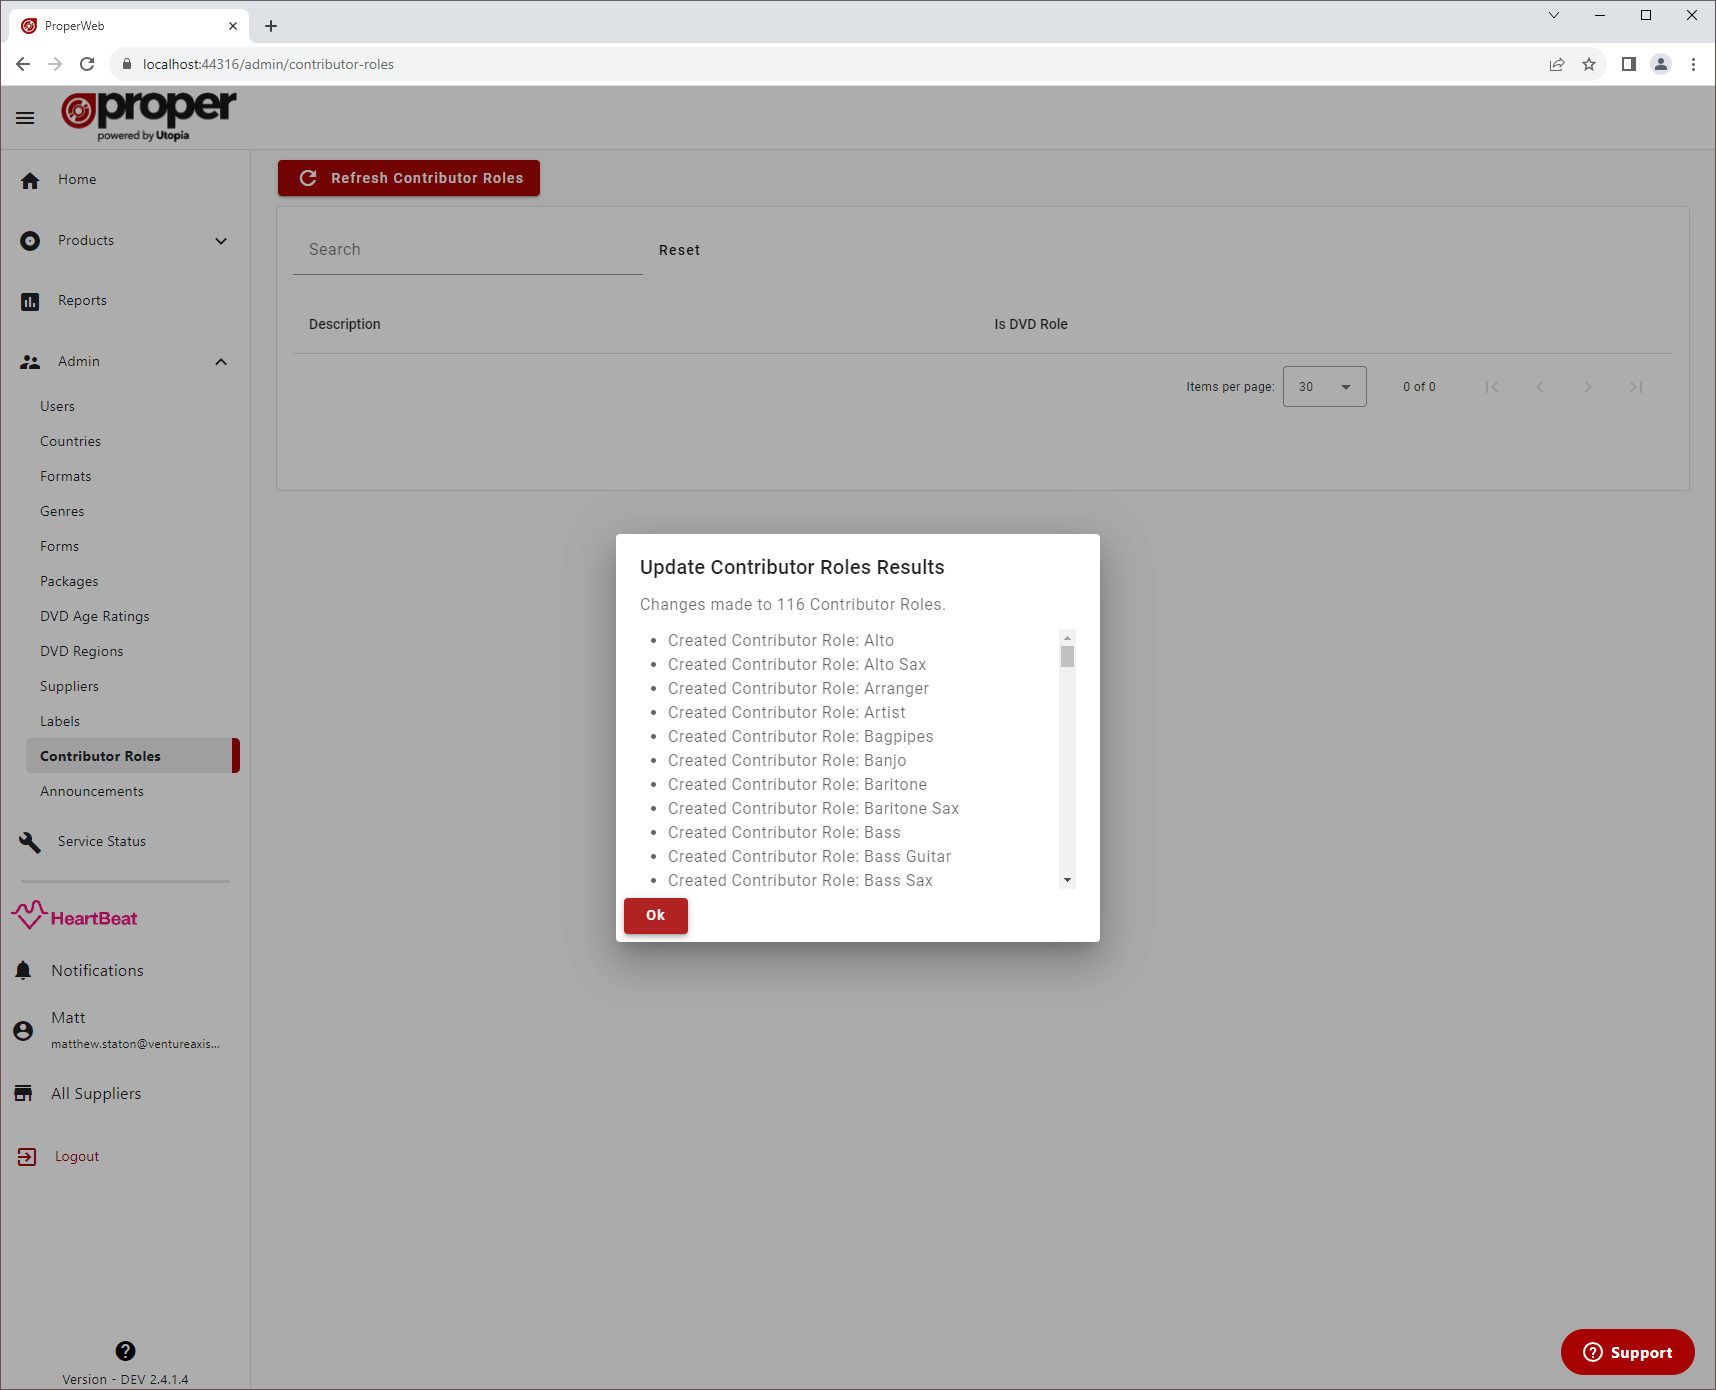 ProperWeb
localhost:44316/admin/contributor-roles
proper
powered by Utopia
Home
Products
Reports
Admin
Users
Countries
Formats
Genres
Forms
Packages
DVD Age Ratings
DVD Regions
Suppliers
Labels
Contributor Roles
Announcements
Service Status
HeartBeat
Notifications
Matt
matthew.staton@ventureaxis...
All Suppliers
Logout
Version - DEV 2.4.1.4
Refresh Contributor Roles
Search
Reset
Description Is DVD Role
Items per page: 30 0 of 0
Update Contributor Roles Results
Changes made to 116 Contributor Roles.
• Created Contributor Role: Alto
• Created Contributor Role: Alto Sax
• Created Contributor Role: Arranger
• Created Contributor Role: Artist
• Created Contributor Role: Bagpipes
• Created Contributor Role: Banjo
• Created Contributor Role: Baritone
• Created Contributor Role: Baritone Sax
• Created Contributor Role: Bass
• Created Contributor Role: Bass Guitar
• Created Contributor Role: Bass Sax
Ok
Support